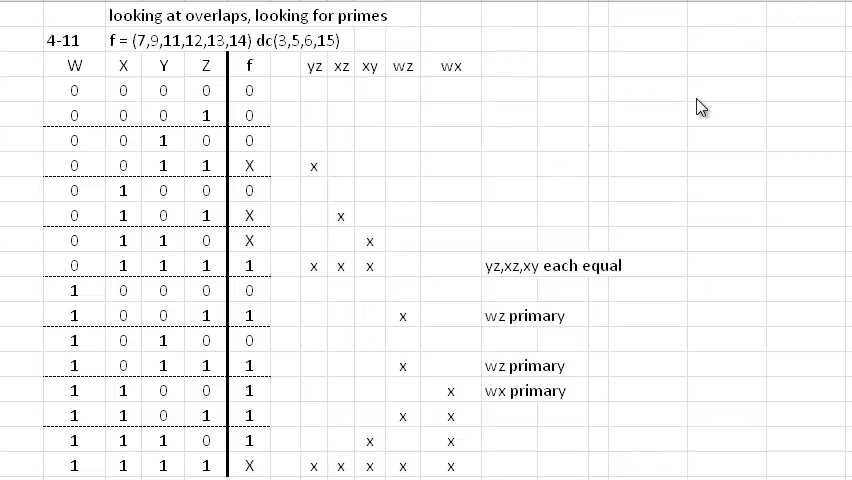 looking at overlaps, looking for primes
4-11 f = (7,9,11,12,13,14) dc(3,5,6,15)
W X Y Z f yz xz xy wz wx
0 0 0 0 0
0 0 0 1 0
0 0 1 0 0
0 0 1 1 X x
0 1 0 0 0
0 1 0 1 X x
0 1 1 0 X x
0 1 1 1 1 x x x yz,xz,xy each equal
1 0 0 0 0
1 0 0 1 1 x wz primary
1 0 1 0 0
1 0 1 1 1 x wz primary
1 1 0 0 1 x wx primary
1 1 0 1 1 x x
1 1 1 0 1 x x
1 1 1 1 X x x x x x